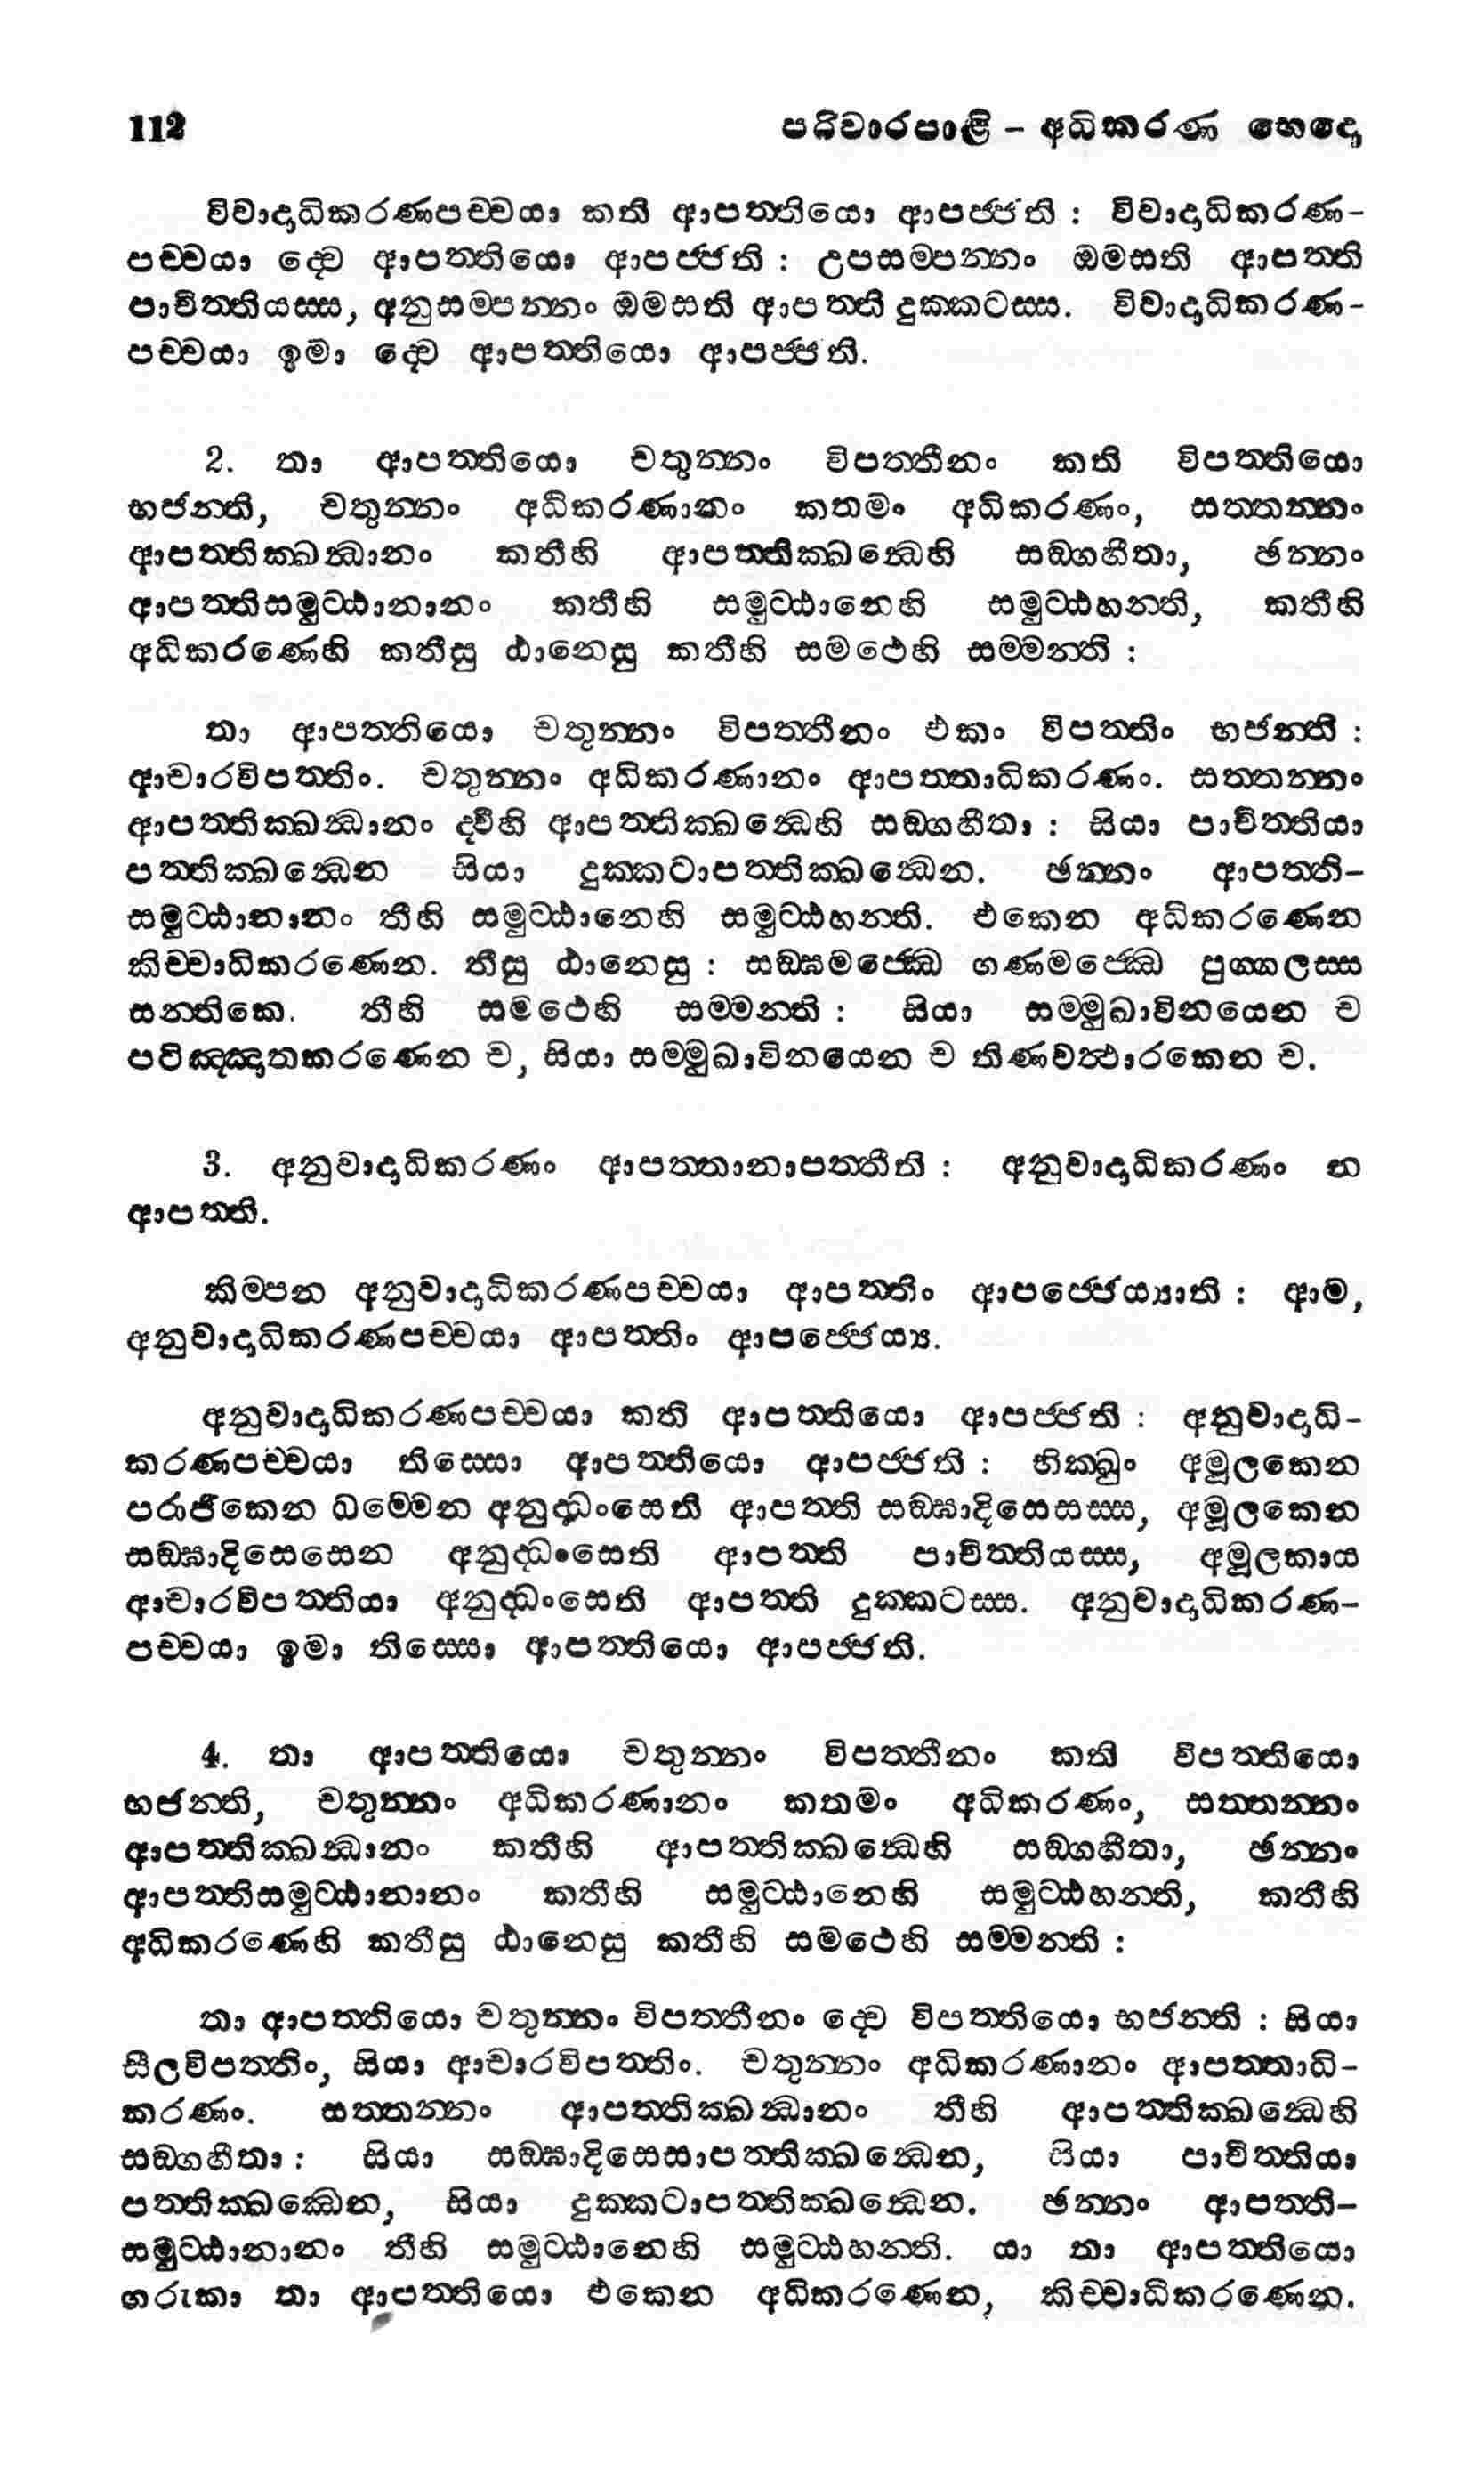 112 පරිවාරපාළි – අධිකරණ භෙදො
විවාදාධිකරණපච්චයා කති ආපත්තියො ආපජ්ජති : විවාදාධිකරණ-
පච්චයා ද්වෙ ආපත්තියො ආපජ්ජති : උපසම්පන්නං ඔමසති ආපත්ති
පාචිත්තියස්ස, අනුසම්පන්නං ඔමසති ආපත්ති දුක්කටස්ස. විවාදාධිකරණ-
පච්චයා ඉමා ද්වෙ ආපත්තියො ආපජ්ජති.
2. තා ආපත්තියො චතුන්නං විපත්තීනං කති විපත්තියො
භජන්ති, චතුන්නං අධිකරණානං කතමං අධිකරණං, සත්තන්නං
ආපත්තික්ඛන්ධානං කතීහි ආපත්තික්ඛන්ධෙහි සඞ්ගහීතා, ඡන්නං
ආපත්තිසමුට්ඨානානං කතීහි සමුට්ඨානෙහි සමුට්ඨහන්ති, කතීහි
අධිකරණෙහි කතීසු ඨානෙසු කතීහි සමථෙහි සම්මන්ති :
තා ආපත්තියො චතුන්නං විපත්තීනං එකං විපත්තිං භජන්ති :
ආචාරවිපත්තිං. චතුන්නං අධිකරණානං ආපත්තාධිකරණං. සත්තන්නං
ආපත්තික්ඛන්ධානං ද්වීහි ආපත්තික්ඛන්ධෙහි සඞ්ගහීතා : සියා පාචිත්තියා
පත්තික්ඛන්ධෙන සියා දුක්කටාපත්තික්ඛන්ධෙන. ඡන්නං ආපත්ති-
සමුට්ඨානානං තීහි සමුට්ඨානෙහි සමුට්ඨහන්ති. එකෙන අධිකරණෙන
කිච්චාධිකරණෙන. තීසු ඨානෙසු : සඞ්ඝමජ්ඣෙ ගණමජ්ඣෙ පුග්ගලස්ස
සන්තිකෙ. තීහි සමථෙහි සම්මන්ති : සියා සම්මුඛාවිනයෙන ච
පටිඤ්ඤාතකරණෙන ච, සියා සම්මුඛාවිනයෙන ච තිණවත්ථාරකෙන ච.
3. අනුවාදාධිකරණං ආපත්තානාපත්තීති : අනුවාදාධිකරණං න
ආපත්ති.
කිම්පන අනුවාදාධිකරණපච්චයා ආපත්තිං ආපජ්ජෙය්‍යාති : ආම,
අනුවාදාධිකරණපච්චයා ආපත්තිං ආපජ්ජෙය්‍ය.
අනුවාදාධිකරණපච්චයා කති ආපත්තියො ආපජ්ජති : අනුවාදාධි-
කරණපච්චයා තිස්සො ආපත්තියො ආපජ්ජති : භික්ඛුං අමූලකෙන
පරාජිකෙන ධම්මෙන අනුද්ධංසෙති ආපත්ති සඞ්ඝාදිසෙසස්ස, අමූලකෙන
සඞ්ඝාදිසෙසෙන අනුද්ධංසෙති ආපත්ති පාචිත්තියස්ස, අමූලකාය
ආචාරවිපත්තියා අනුද්ධංසෙති ආපත්ති දුක්කටස්ස. අනුවාදාධිකරණ-
පච්චයා ඉමා තිස්සො ආපත්තියො ආපජ්ජති.
4. තා ආපත්තියො චතුන්නං විපත්තීනං කති විපත්තියො
භජන්ති, චතුන්නං අධිකරණානං කතමං අධිකරණං, සත්තන්නං
ආපත්තික්ඛන්ධානං කතීහි ආපත්තික්ඛන්ධෙහි සඞ්ගහීතා, ඡන්නං
ආපත්තිසමුට්ඨානානං කතීහි සමුට්ඨානෙහි සමුට්ඨහන්ති, කතීහි
අධිකරණෙහි කතීසු ඨානෙසු කතීහි සමථෙහි සම්මන්ති :
තා ආපත්තියො චතුන්නං විපත්තීනං ද්වෙ විපත්තියො භජන්ති : සියා
සීලවිපත්තිං, සියා ආචාරවිපත්තිං. චතුන්නං අධිකරණානං ආපත්තාධි-
කරණං. සත්තන්නං ආපත්තික්ඛන්ධානං තීහි ආපත්තික්ඛන්ධෙහි
සඞ්ගහීතා : සියා සඞ්ඝාදිසෙසාපත්තික්ඛන්ධෙන, සියා පාචිත්තියා
පත්තික්ඛන්ධෙන, සියා දුක්කටාපත්තික්ඛන්ධෙන. ඡන්නං ආපත්ති-
සමුට්ඨානානං තීහි සමුට්ඨානෙහි සමුට්ඨහන්ති. යා තා ආපත්තියො
ගරුකා තා ආපත්තියො එකෙන අධිකරණෙන, කිච්චාධිකරණෙන.